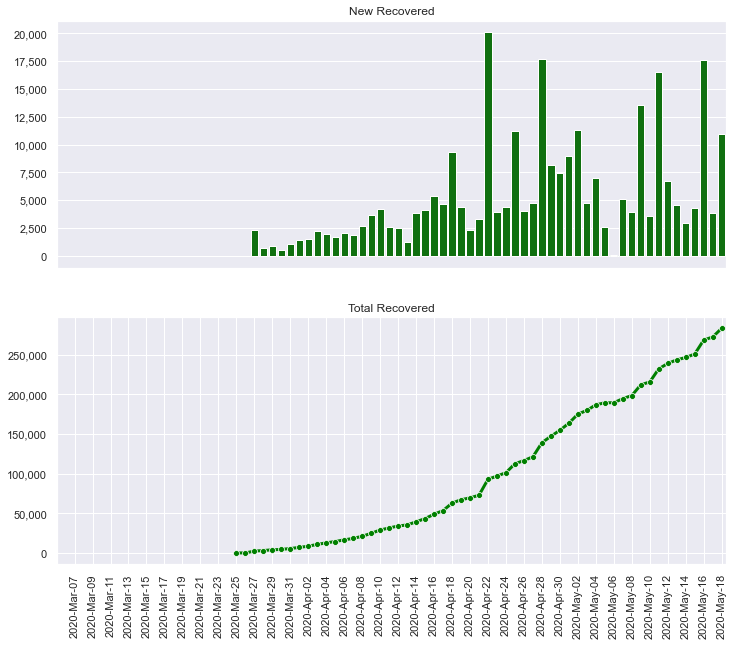 New Recovered
20,000
17,500
15,000
12,500
10,000
7,500
5,000
2,500
0
Total Recovered
250,000
200,000
150,000
100,000
50,000
0
2020-Mar-07
2020-Mar-09
2020-Mar-11
2020-Mar-13
2020-Mar-15
2020-Mar-17
2020-Mar-19
2020-Mar-21
2020-Mar-23
2020-Mar-25
2020-Mar-27
2020-Mar-29
2020-Mar-31
2020-Apr-02
2020-Apr-04
2020-Apr-06
2020-Apr-08
2020-Apr-10
2020-Apr-12
2020-Apr-14
2020-Apr-16
2020-Apr-18
2020-Apr-20
2020-Apr-22
2020-Apr-24
2020-Apr-26
2020-Apr-28
2020-Apr-30
2020-May-02
2020-May-04
2020-May-06
2020-May-08
2020-May-10
2020-May-12
2020-May-14
2020-May-16
2020-May-18